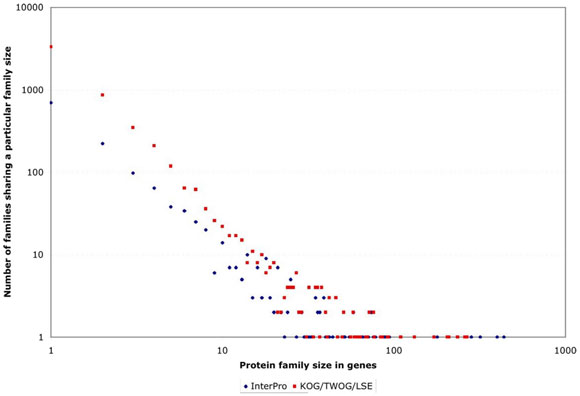 10000
1000
100
10
1
Number of families sharing a particular family size
1
10
100
1000
Protein family size in genes
InterPro
KOG/TWOG/LSE